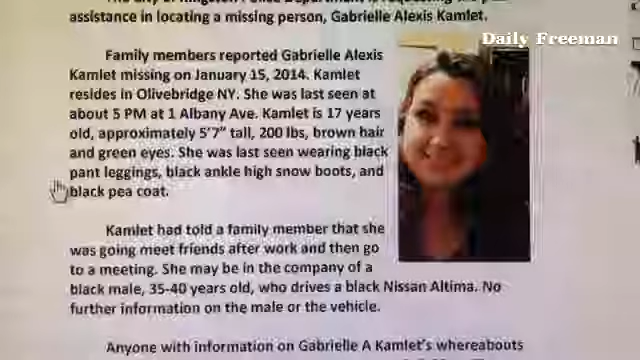 assistance in locating a missing person, Gabrielle Alexis Kamlet.
Daily Freeman
Family members reported Gabrielle Alexis
Kamlet missing on January 15, 2014. Kamlet
resides in Olivebridge NY. She was last seen at
about 5 PM at 1 Albany Ave. Kamlet is 17 years
old, approximately 5'7" tall, 200 lbs, brown hair
and green eyes. She was last seen wearing black
pant leggings, black ankle high snow boots, and
black pea coat.
Kamlet had told a family member that she
was going meet friends after work and then go
to a meeting. She may be in the company of a
black male, 35-40 years old, who drives a black Nissan Altima. No
further information on the male or the vehicle.
Anyone with information on Gabrielle A Kamlet's whereabouts